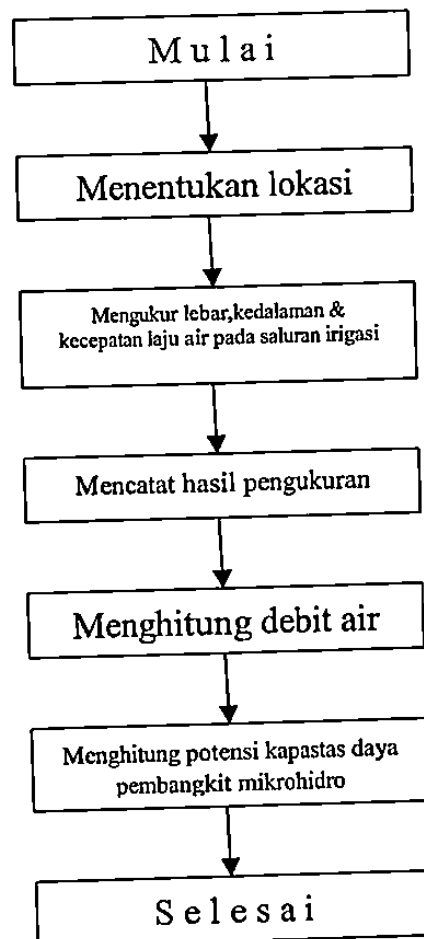 M u l a i
Menentukan lokasi
Mengukur lebar,kedalaman &
kecepatan laju air pada saluran irigasi
Mencatat hasil pengukuran
Menghitung debit air
Menghitung potensi kapastas daya
pembangkit mikrohidro
S e l e s a i